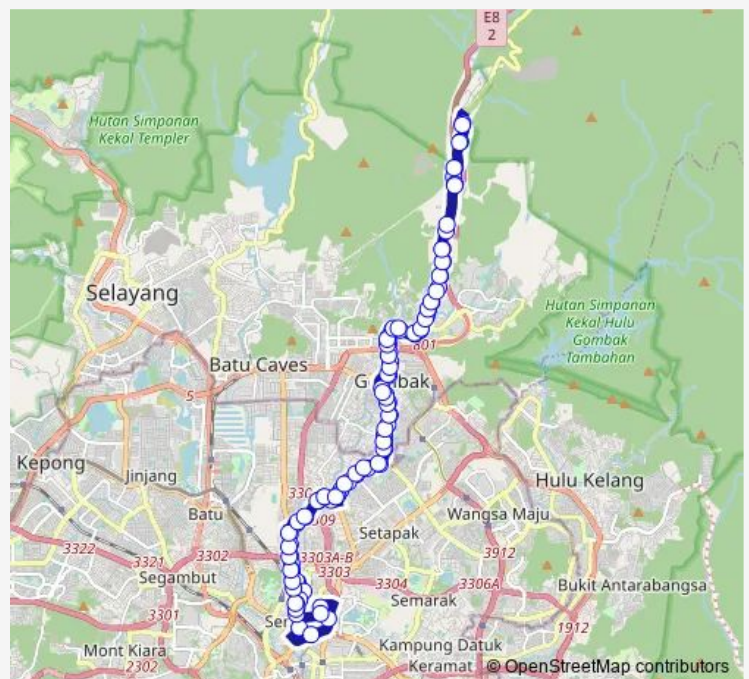 E8
2
Hutan Simpanan
Kekal Templer
Selayang
Hutan Simpanan
Kekal Hulu
Gombak
Tambahan
801
Batu Caves
5
Kepong
Jinjang
Hulu Kelang
Batu
Wangsa Maju
Setapak
3322
3321
3302
3303A-B
3303
3912
Segambut
3304
3306A
Bukit Antarabangsa
Semarak
3301
1912
Mont Kiara
2302
Kampung Datuk
Keramat
© OpenStreetMap contributors